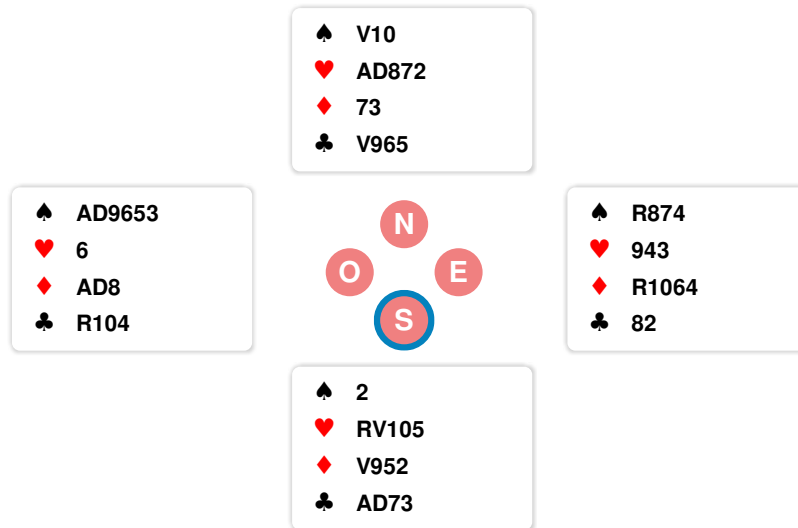 ♠ V10
♥ AD872
♦ 73
♣ V965
♠ AD9653
♥ 6
♦ AD8
♣ R104
N
O E
S
♠ R874
♥ 943
♦ R1064
♣ 82
♠ 2
♥ RV105
♦ V952
♣ AD73